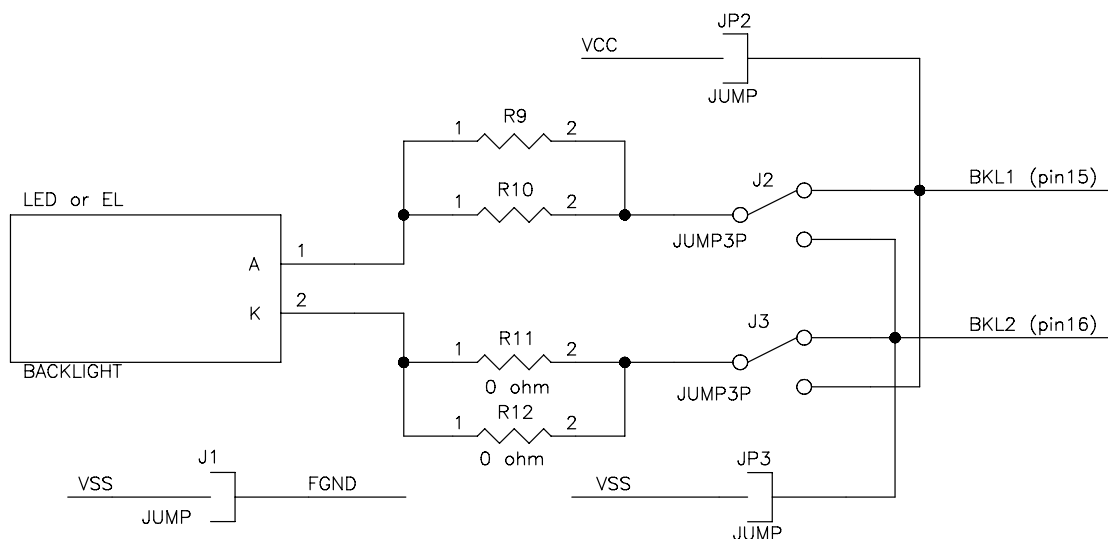 JP2
VCC
JUMP
R9
1 2
R10
1 2
LED or EL
J2
BKL1 (pin15)
JUMP3P
A 1
K 2
BACKLIGHT
J3
BKL2 (pin16)
R11
1 2
0 ohm
JUMP3P
R12
1 2
0 ohm
J1
VSS FGND
JUMP
JP3
VSS
JUMP